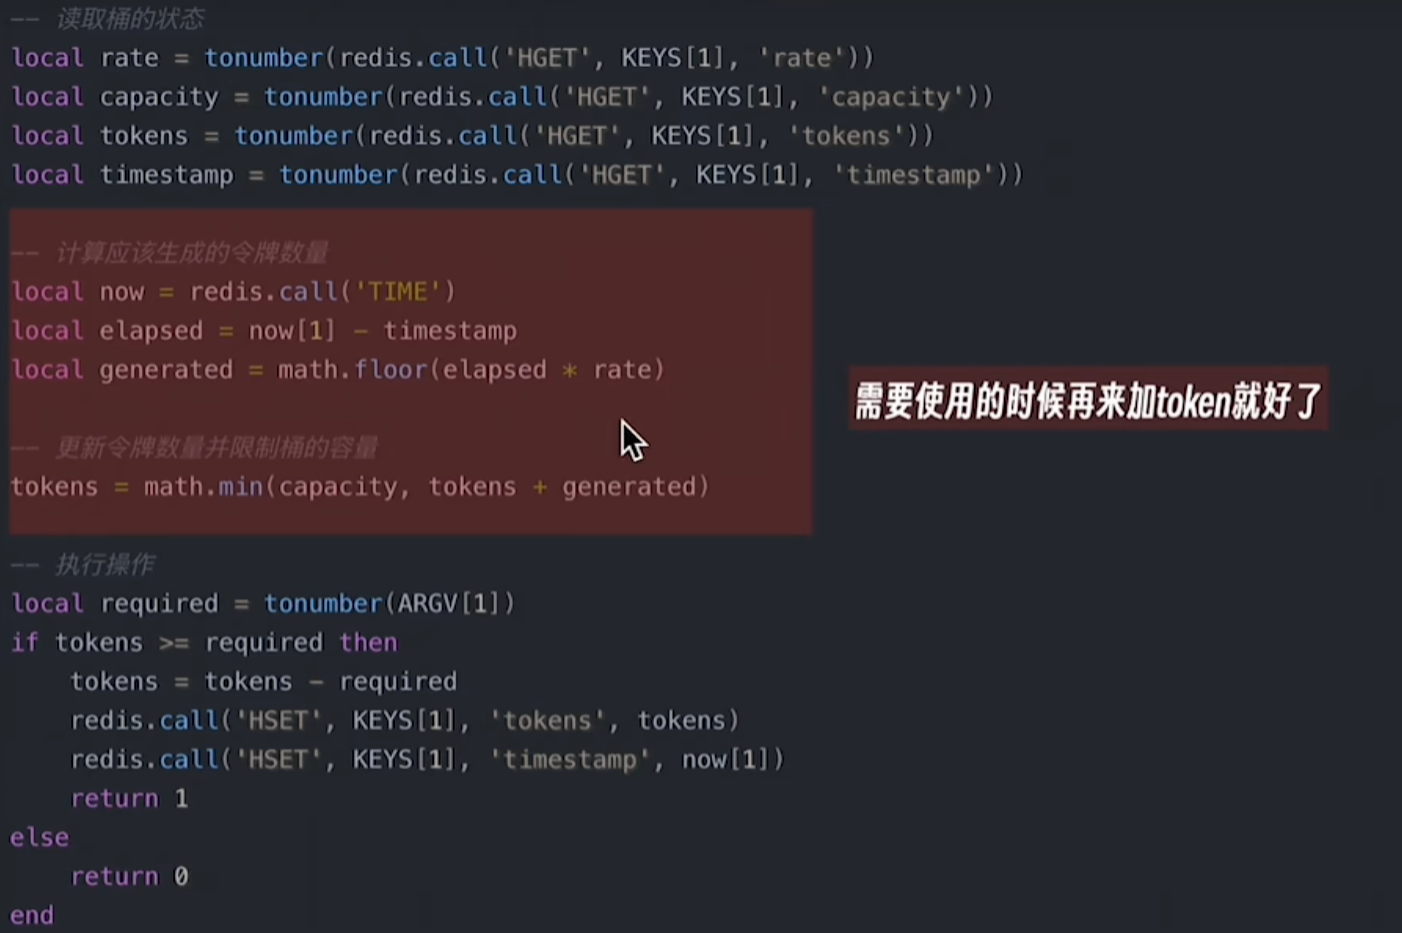 -- 读取桶的状态
local rate = tonumber(redis.call('HGET', KEYS[1], 'rate'))
local capacity = tonumber(redis.call('HGET', KEYS[1], 'capacity'))
local tokens = tonumber(redis.call('HGET', KEYS[1], 'tokens'))
local timestamp = tonumber(redis.call('HGET', KEYS[1], 'timestamp'))
-- 计算应该生成的令牌数量
local now = redis.call('TIME')
local elapsed = now[1] - timestamp
local generated = math.floor(elapsed * rate)
需要使用的时候再来加token就好了
-- 更新令牌数量并限制桶的容量
tokens = math.min(capacity, tokens + generated)
-- 执行操作
local required = tonumber(ARGV[1])
if tokens >= required then
    tokens = tokens - required
    redis.call('HSET', KEYS[1], 'tokens', tokens)
    redis.call('HSET', KEYS[1], 'timestamp', now[1])
    return 1
else
    return 0
end